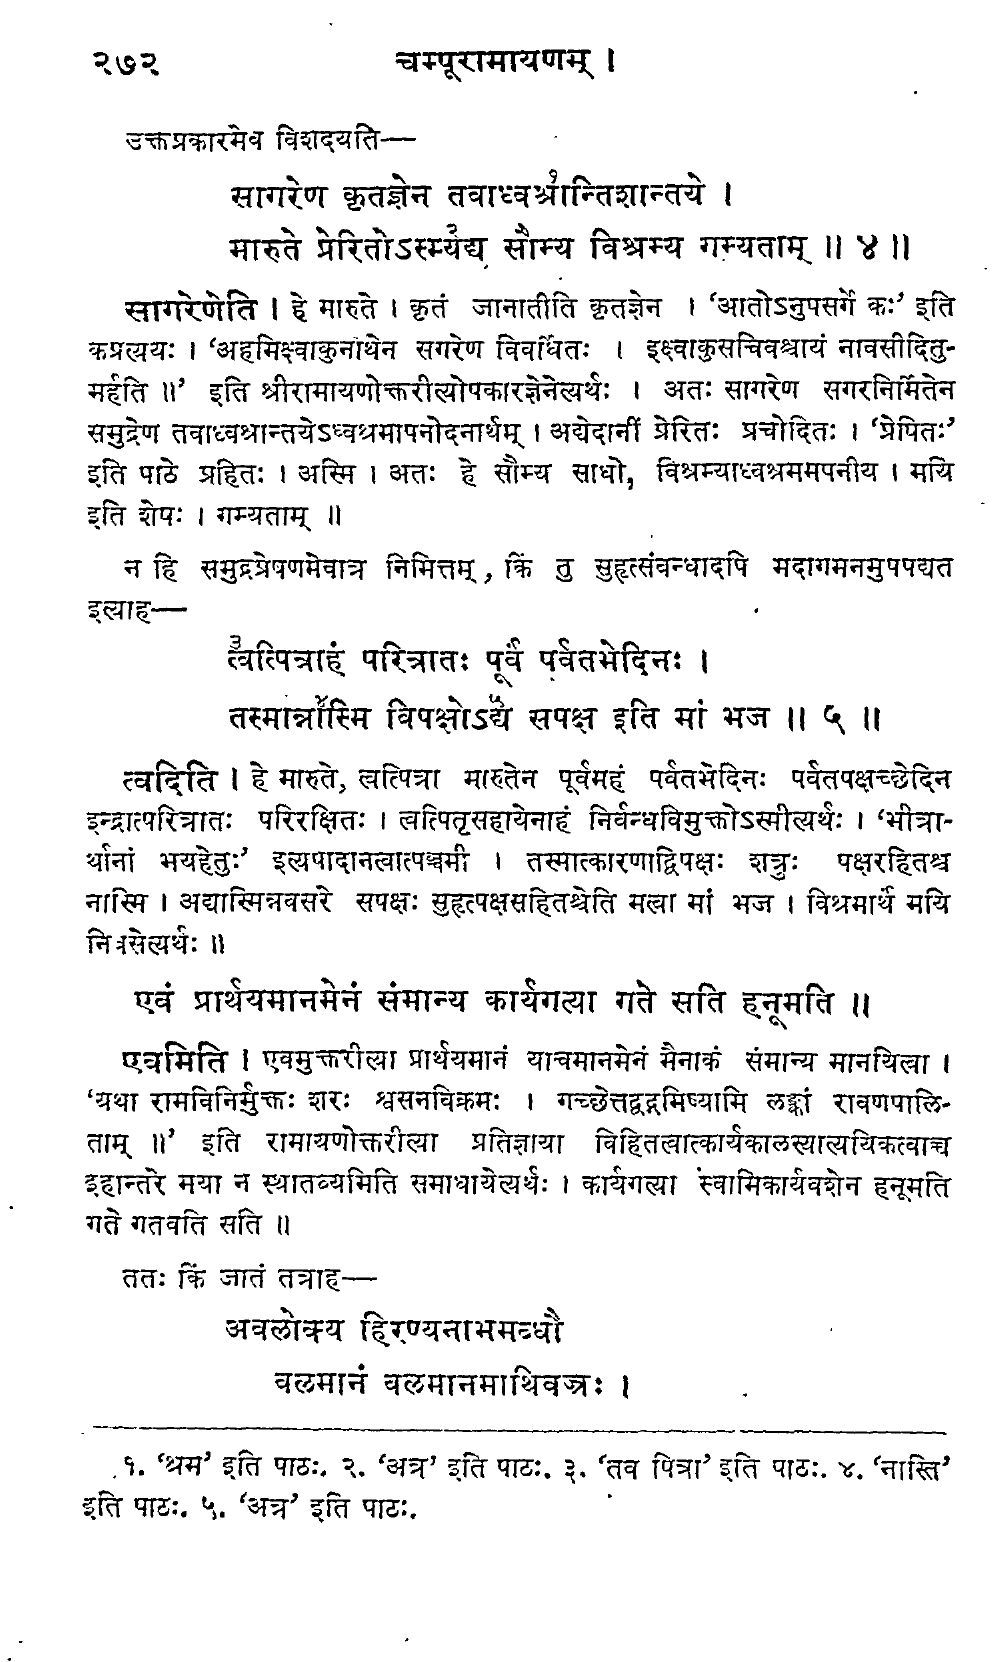 २७२ चम्पूरामायणम् ।
उक्तप्रकारमेव विशदयति—
सागरेण कृतज्ञेन तवाध्वश्रा१न्तिशान्तये ।
मारुते प्रेरितोऽस्म्यद्य२ सौम्य विश्रम्य गम्यताम् ॥ ४ ॥
सागरेणेति । हे मारुते । कृतं जानातीति कृतज्ञेन । ‘आतोऽनुपसर्गे कः’ इति
कप्रत्ययः । ‘अहमिक्ष्वाकुनाथेन सगरेण विवर्धितः । इक्ष्वाकुसचिवश्चायं नावसीदितु-
मर्हति ॥’ इति श्रीरामायणोक्तरीत्योपकारज्ञेनेत्यर्थः । अतः सागरेण सगरनिर्मितेन
समुद्रेण तवाध्वश्रान्तयेऽध्वश्रमापनोदनार्थम् । अद्येदानीं प्रेरितः प्रचोदितः । ‘प्रेषितः’
इति पाठे प्रहितः । अस्मि । अतः हे सौम्य साधो, विश्रम्याध्वश्रममपनीय । मयि
इति शेषः । गम्यताम् ॥
न हि समुद्रप्रेषणमेवात्र निमित्तम्, किं तु सुहृत्संबन्धादपि मदागमनमुपपद्यत
इत्याह—
३त्वत्पित्राहं परित्रातः पूर्वं पर्वतभेदिनः ।
तस्मान्ना४स्मि विपक्षोऽद्य५ सपक्ष इति मां भज ॥ ५ ॥
त्वदिति । हे मारुते, त्वत्पित्रा मारुतेन पूर्वमहं पर्वतभेदिनः पर्वतपक्षच्छेदिन
इन्द्रात्परित्रातः परिरक्षितः । त्वत्पितृसहायेनाहं निर्बन्धविमुक्तोऽस्मीत्यर्थः । ‘भीत्रा-
र्थानां भयहेतुः’ इत्यपादानत्वात्पञ्चमी । तस्मात्कारणाद्विपक्षः शत्रुः पक्षरहितश्च
नास्मि । अद्यास्मिन्नवसरे सपक्षः सुहृत्पक्षसहितश्चेति मत्वा मां भज । विश्रमार्थं मयि
निवसेत्यर्थः ॥
एवं प्रार्थयमानमेनं संमान्य कार्यगत्या गते सति हनूमति ॥
एवमिति । एवमुक्तरीत्या प्रार्थयमानं याचमानमेनं मैनाकं संमान्य मानयित्वा ।
‘यथा रामविनिर्मुक्तः शरः श्वसनविक्रमः । गच्छेत्तद्वद्गमिष्यामि लङ्कां रावणपालि-
ताम् ॥’ इति रामायणोक्तरीत्या प्रतिज्ञाया विहितत्वात्कार्यकालस्यात्ययिकत्वाच्च
इहान्तरे मया न स्थातव्यमिति समाधायेत्यर्थः । कार्यगत्या स्वामिकार्यवशेन हनूमति
गते गतवति सति ॥
ततः किं जातं तत्राह—
अवलोक्य हिरण्यनाभमब्धौ
वलमानं वलमानमाथिवज्रः ।
१. ‘श्रम’ इति पाठः. २. ‘अत्र’ इति पाठः. ३. ‘तव पित्रा’ इति पाठः. ४. ‘नास्ति’
इति पाठः. ५. ‘अत्र’ इति पाठः.